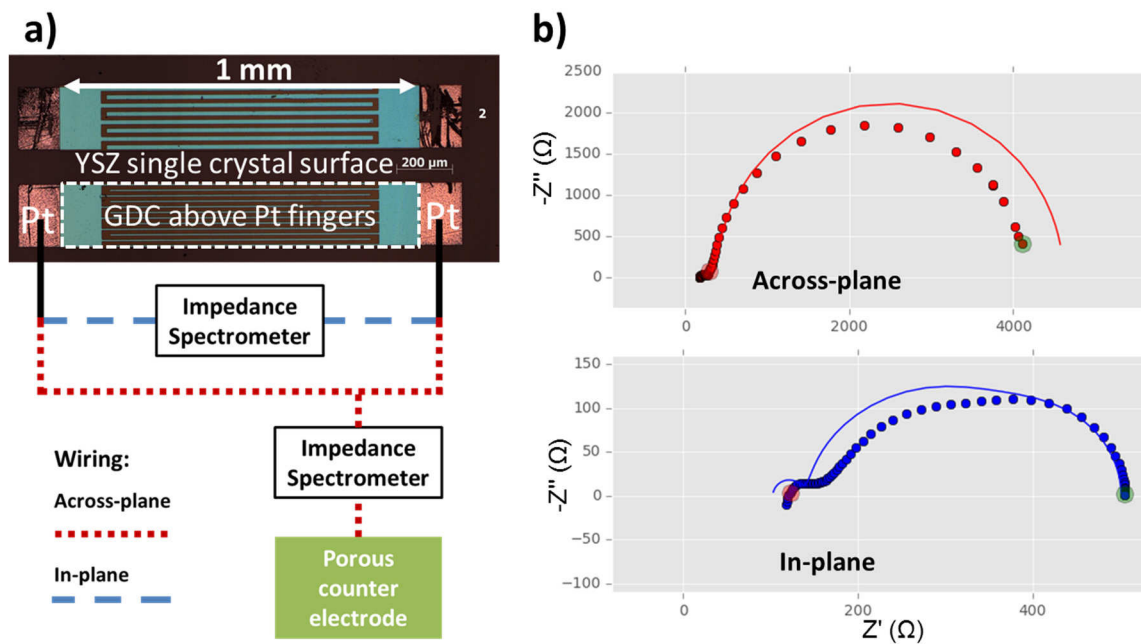 a)
1 mm
2
YSZ single crystal surface
200 μm
Pt
GDC above Pt fingers
Pt
Impedance
Spectrometer
Impedance
Spectrometer
Wiring:
Across-plane
In-plane
Porous
counter
electrode
b)
2500
2000
1500
1000
500
0
-Z'' (Ω)
Across-plane
0
2000
4000
150
100
50
0
−50
−100
-Z'' (Ω)
In-plane
0
200
400
Z' (Ω)